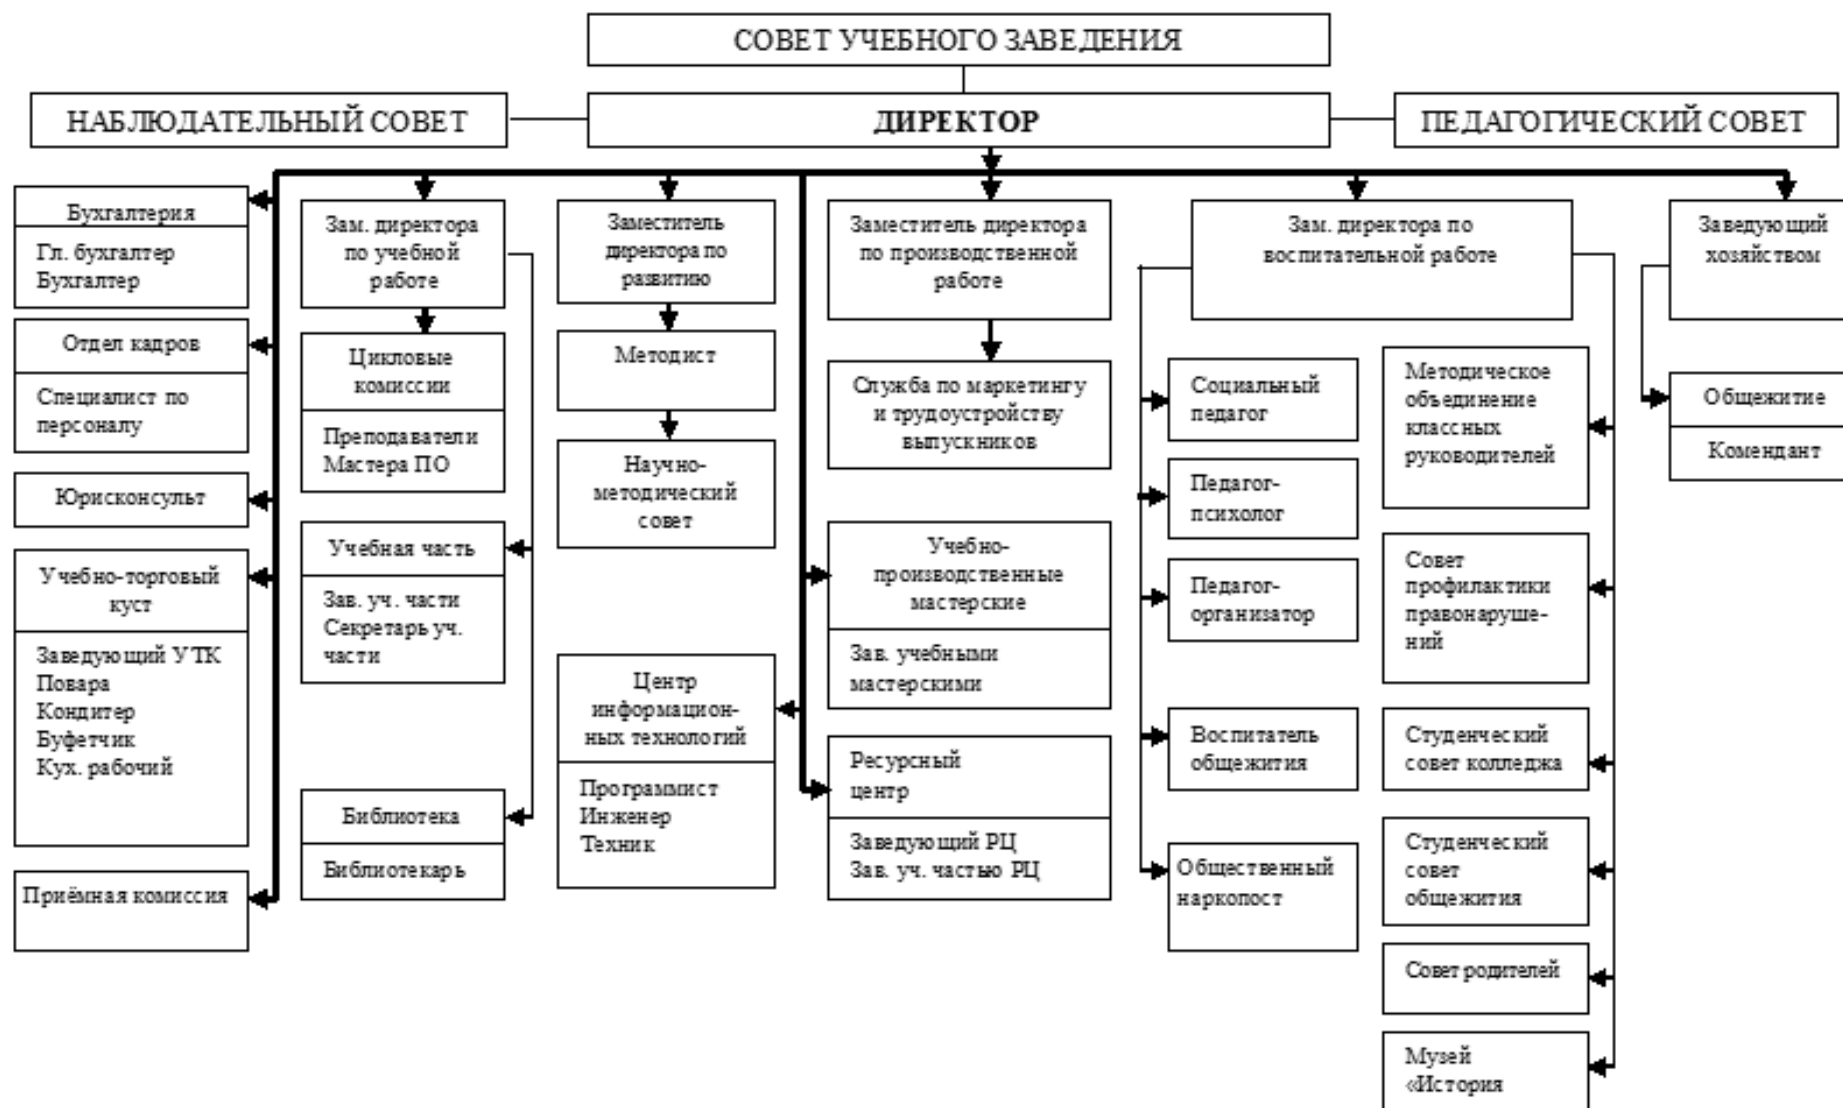 СОВЕТ УЧЕБНОГО ЗАВЕДЕНИЯ
НАБЛЮДАТЕЛЬНЫЙ СОВЕТ
ДИРЕКТОР
ПЕДАГОГИЧЕСКИЙ СОВЕТ
Бухгалтерия
Гл. бухгалтер
Бухгалтер
Отдел кадров
Специалист по
персоналу
Юрисконсульт
Учебно-торговый
куст
Заведующий УТК
Повара
Кондитер
Буфетчик
Кух. рабочий
Приёмная комиссия
Зам. директора
по учебной
работе
Цикловые
комиссии
Преподаватели
Мастера ПО
Учебная часть
Зав. уч. части
Секретарь уч.
части
Библиотека
Библиотекарь
Заместитель
директора по
развитию
Методист
Научно-
методический
совет
Центр
информацион-
ных технологий
Программист
Инженер
Техник
Заместитель директора
по производственной
работе
Служба по маркетингу
и трудоустройству
выпускников
Учебно-
производственные
мастерские
Зав. учебными
мастерскими
Ресурсный
центр
Заведующий РЦ
Зав. уч. частью РЦ
Зам. директора по
воспитательной работе
Социальный
педагог
Педагог-
психолог
Педагог-
организатор
Воспитатель
общежития
Общественный
наркопост
Методическое
объединение
классных
руководителей
Совет
профилактики
правонаруше-
ний
Студенческий
совет колледжа
Студенческий
совет
общежития
Совет родителей
Музей
«История
Заведующий
хозяйством
Общежитие
Комендант